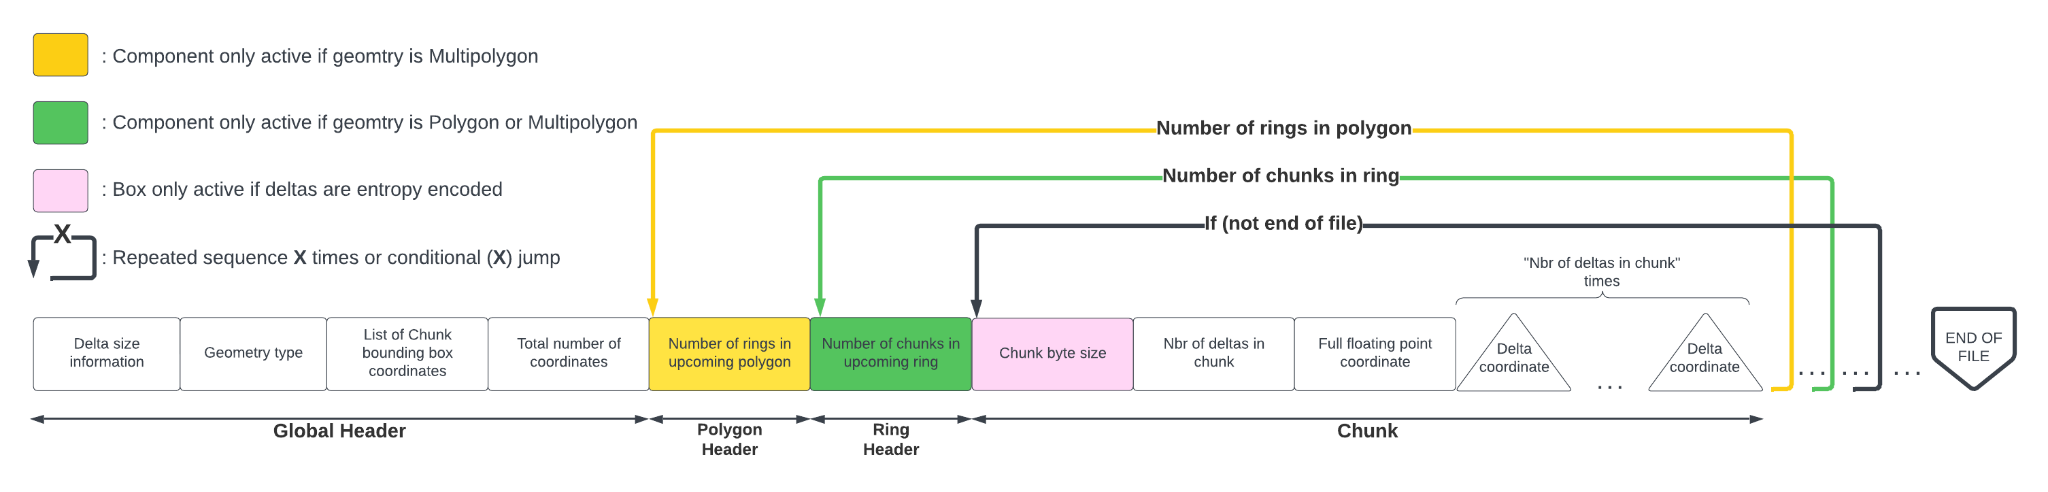 : Component only active if geomtry is Multipolygon
: Component only active if geomtry is Polygon or Multipolygon
: Box only active if deltas are entropy encoded
X
: Repeated sequence X times or conditional (X) jump
Number of rings in polygon
Number of chunks in ring
If (not end of file)
"Nbr of deltas in chunk"
times
Delta size
information
Geometry type
List of Chunk
bounding box
coordinates
Total number of
coordinates
Number of rings in
upcoming polygon
Number of chunks in
upcoming ring
Chunk byte size
Nbr of deltas in
chunk
Full floating point
coordinate
Delta
coordinate
. . .
Delta
coordinate
. . .
. . .
. . .
END OF
FILE
Global Header
Polygon
Header
Ring
Header
Chunk